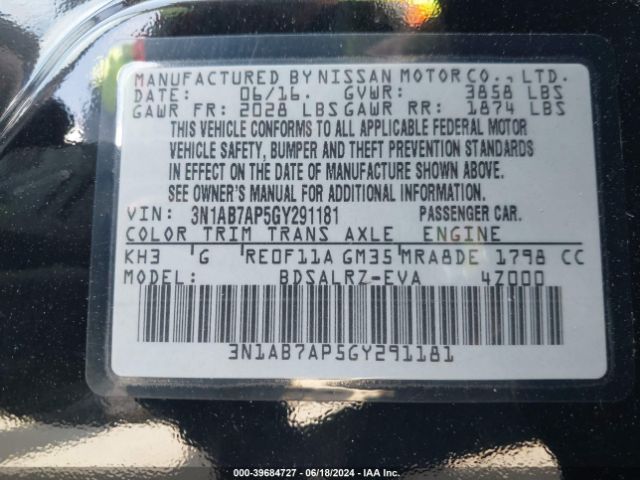 MANUFACTURED BY NISSAN MOTOR CO., LTD.
DATE: 06/16. GVWR: 3858 LBS
GAWR FR: 2028 LBS GAWR RR: 1874 LBS
THIS VEHICLE CONFORMS TO ALL APPLICABLE FEDERAL MOTOR
VEHICLE SAFETY, BUMPER AND THEFT PREVENTION STANDARDS
IN EFFECT ON THE DATE OF MANUFACTURE SHOWN ABOVE.
SEE OWNER'S MANUAL FOR ADDITIONAL INFORMATION.
VIN: 3N1AB7AP5GY291181 PASSENGER CAR.
COLOR TRIM TRANS AXLE ENGINE
KH3 G RE0F11A GM35 MRA8DE 1798 CC
MODEL: BDSALRZ-EVA 4Z000
3N1AB7AP5GY291181
000-39684727 - 06/18/2024 - IAA Inc.